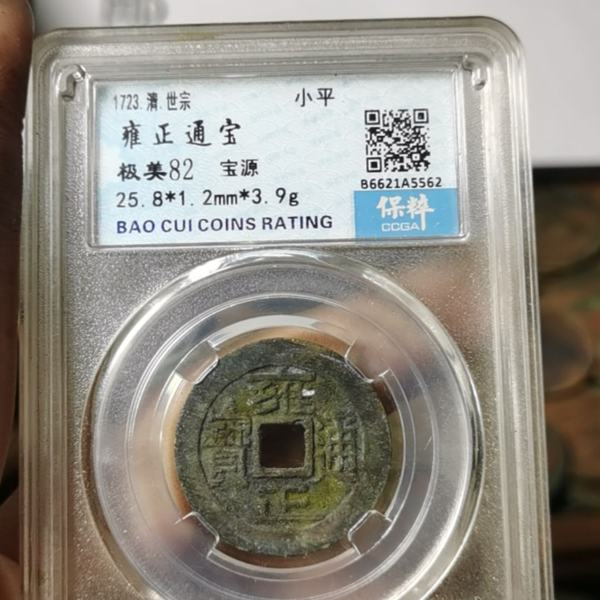 1723.清.世宗 小平
雍正通宝
极美82 宝源
25.8*1.2mm*3.9g
B6621A5562
保粹
CCGA
BAO CUI COINS RATING
雍
寶 通
正